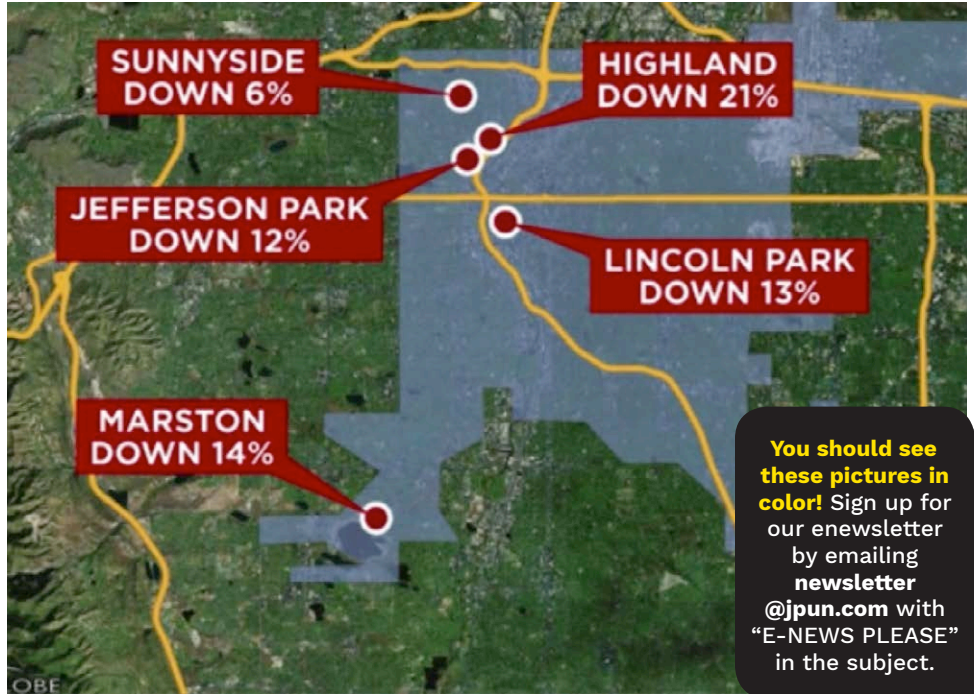 SUNNYSIDE
DOWN 6%
HIGHLAND
DOWN 21%
JEFFERSON PARK
DOWN 12%
LINCOLN PARK
DOWN 13%
MARSTON
DOWN 14%
You should see
these pictures in
color! Sign up for
our enewsletter
by emailing
newsletter
@jpun.com with
“E-NEWS PLEASE”
in the subject.
OBE